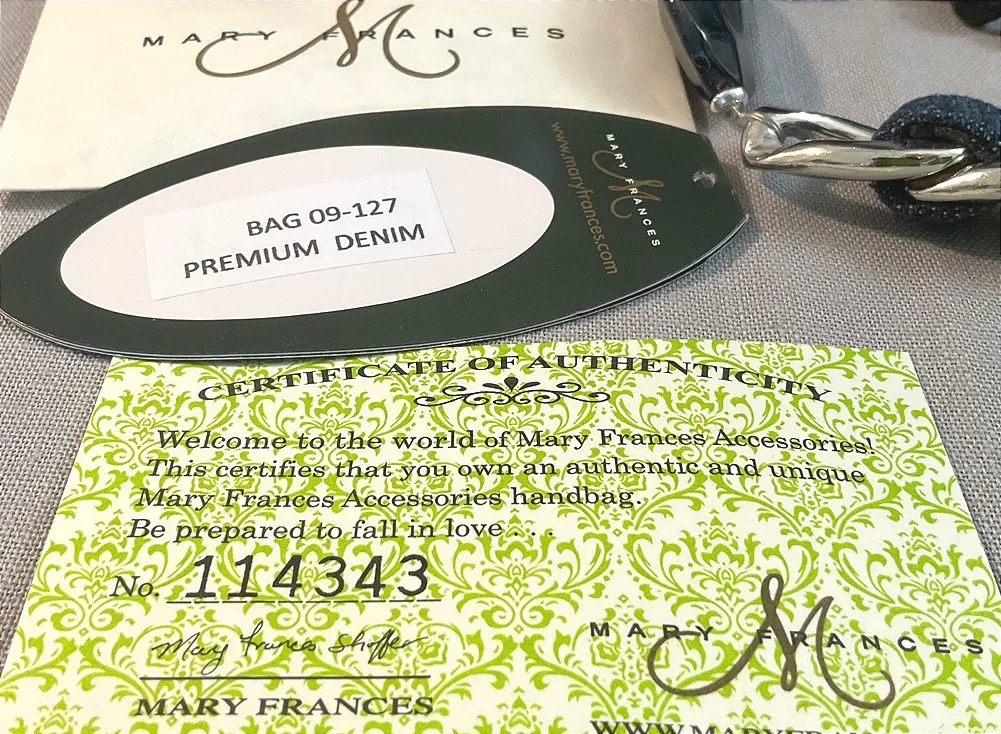 MARY FRANCES
M
BAG 09-127
PREMIUM DENIM
MARY FRANCES
M
www.maryfrances.com
CERTIFICATE OF AUTHENTICITY
Welcome to the world of Mary Frances Accessories!
This certifies that you own an authentic and unique
Mary Frances Accessories handbag.
Be prepared to fall in love . . .
No. 114343
Mary Frances Shaffer
MARY FRANCES
MARY FRANCES
M